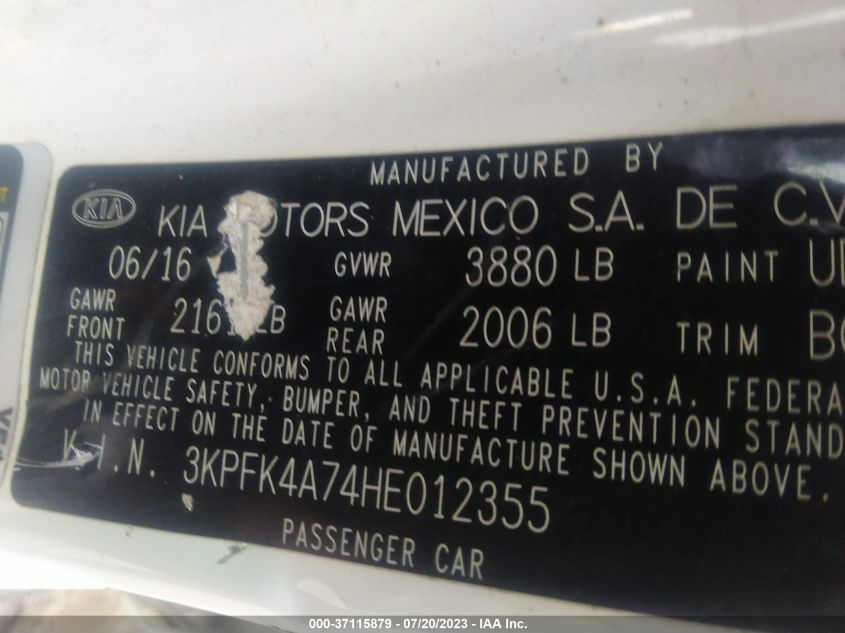 MANUFACTURED BY
KIA KIA MOTORS MEXICO S.A. DE C.V
06/16 GVWR 3880 LB PAINT
GAWR FRONT LB GAWR REAR 2006 LB TRIM
THIS VEHICLE CONFORMS TO ALL APPLICABLE U.S.A. FEDERA
MOTOR VEHICLE SAFETY, BUMPER, AND THEFT PREVENTION STAND
IN EFFECT ON THE DATE OF MANUFACTURE SHOWN ABOVE.
V.I.N. 3KPFK4A74HE012355
PASSENGER CAR
000-37115879 - 07/20/2023 - IAA Inc.